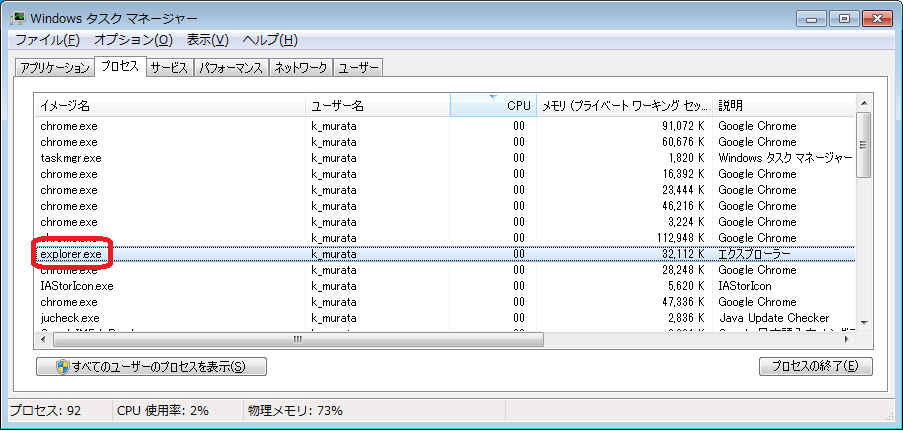 Windows タスク マネージャー
ファイル(F) オプション(O) 表示(V) ヘルプ(H)
アプリケーション プロセス サービス パフォーマンス ネットワーク ユーザー
イメージ名 ユーザー名 CPU メモリ (プライベート ワーキング セッ... 説明
chrome.exe k_murata 00 91,072 K Google Chrome
chrome.exe k_murata 00 60,676 K Google Chrome
taskmgr.exe k_murata 00 1,820 K Windows タスク マネージャー
chrome.exe k_murata 00 16,392 K Google Chrome
chrome.exe k_murata 00 23,444 K Google Chrome
chrome.exe k_murata 00 46,216 K Google Chrome
chrome.exe k_murata 00 3,224 K Google Chrome
chrome.exe k_murata 00 112,948 K Google Chrome
explorer.exe k_murata 00 32,112 K エクスプローラー
chrome.exe k_murata 00 28,248 K Google Chrome
IAStorIcon.exe k_murata 00 5,620 K IAStorIcon
chrome.exe k_murata 00 47,336 K Google Chrome
jucheck.exe k_murata 00 2,836 K Java Update Checker
すべてのユーザーのプロセスを表示(S) プロセスの終了(E)
プロセス: 92 CPU 使用率: 2% 物理メモリ: 73%